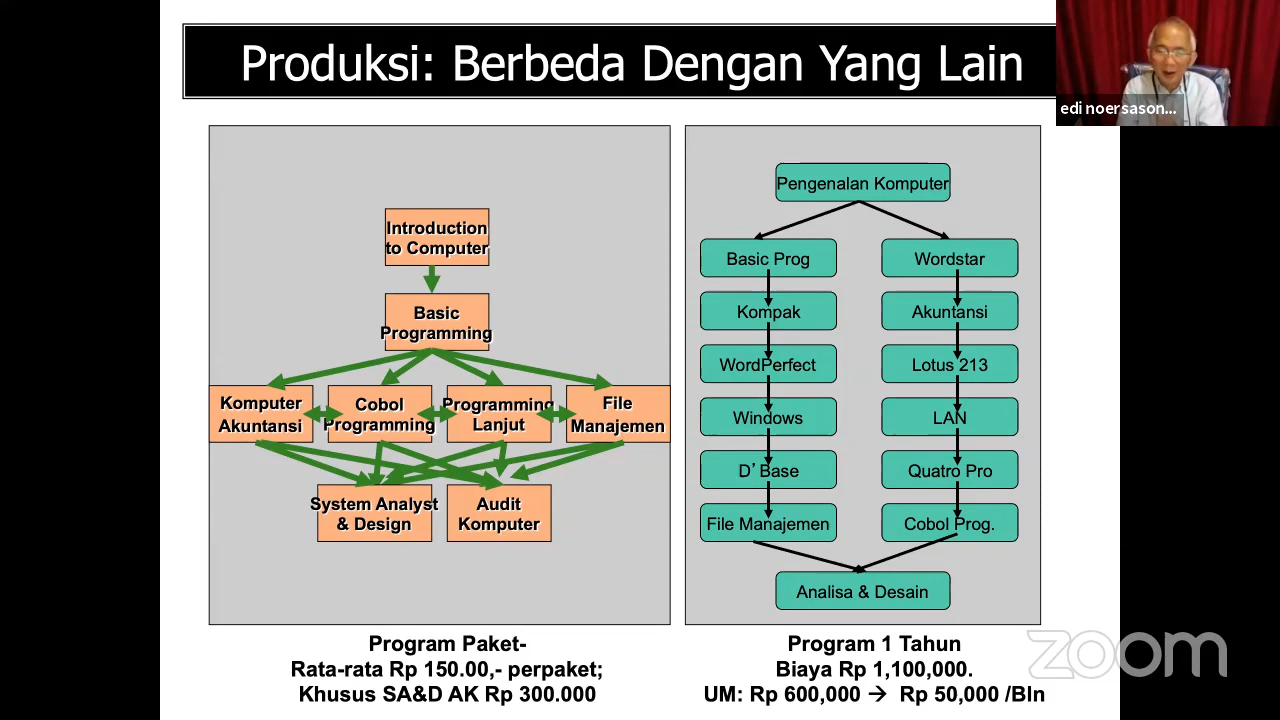 Produksi: Berbeda Dengan Yang Lain
edi noersason...
Introduction
to Computer
Basic
Programming
Komputer
Akuntansi
Cobol
Programming
Programming
Lanjut
File
Manajemen
System Analyst
& Design
Audit
Komputer
Program Paket-
Rata-rata Rp 150.00,- perpaket;
Khusus SA&D AK Rp 300.000
Pengenalan Komputer
Basic Prog
Kompak
WordPerfect
Windows
D’Base
File Manajemen
Wordstar
Akuntansi
Lotus 213
LAN
Quatro Pro
Cobol Prog.
Analisa & Desain
Program 1 Tahun
Biaya Rp 1,100,000.
UM: Rp 600,000 → Rp 50,000 /Bln
zoom